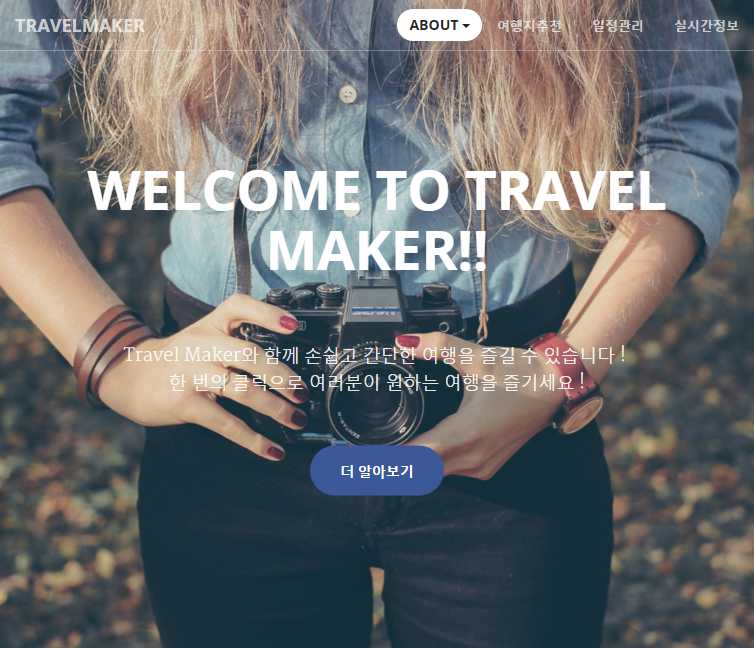 TRAVELMAKER
ABOUT
여행지추천
일정관리
실시간정보
WELCOME TO TRAVEL
MAKER!!
Travel Maker와 함께 손쉽고 간단한 여행을 즐길 수 있습니다 !
한 번의 클릭으로 여러분이 원하는 여행을 즐기세요 !
더 알아보기